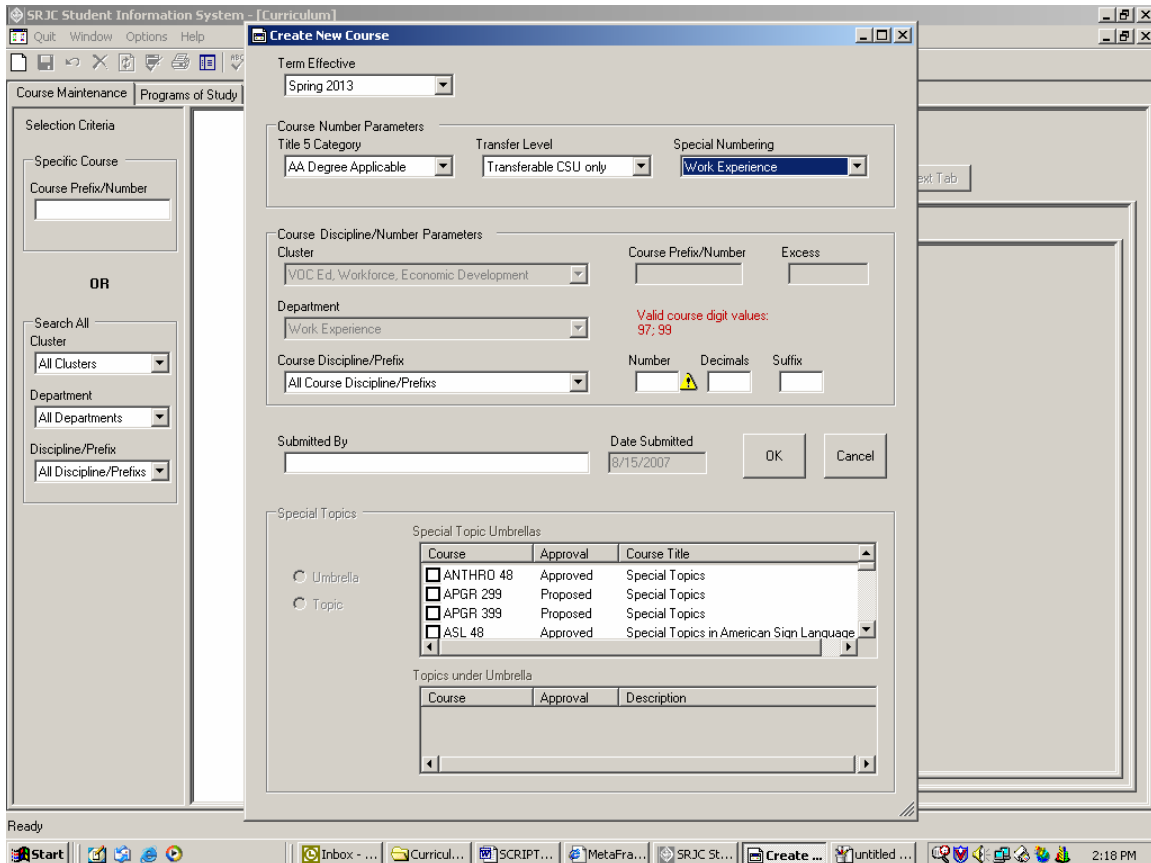 SRJC Student Information System - [Curriculum]
Quit Window Options Help
Course Maintenance Programs of Study
Selection Criteria
Specific Course
Course Prefix/Number
OR
Search All
Cluster
All Clusters
Department
All Departments
Discipline/Prefix
All Discipline/Prefixs
Create New Course
Term Effective
Spring 2013
Course Number Parameters
Title 5 Category Transfer Level Special Numbering
AA Degree Applicable Transferable CSU only Work Experience
ext Tab
Course Discipline/Number Parameters
Cluster Course Prefix/Number Excess
VOC Ed, Workforce, Economic Development
Department
Valid course digit values:
Work Experience 97; 99
Course Discipline/Prefix Number Decimals Suffix
All Course Discipline/Prefixs
Submitted By Date Submitted
8/15/2007 OK Cancel
Special Topics
Special Topic Umbrellas
Course Approval Course Title
Umbrella
Topic
ANTHRO 48 Approved Special Topics
APGR 299 Proposed Special Topics
APGR 399 Proposed Special Topics
ASL 48 Approved Special Topics in American Sign Language
Topics under Umbrella
Course Approval Description
Ready
Start Inbox - ... Curricul... SCRIPT... MetaFra... SRJC St... Create ... untitled ... 2:18 PM